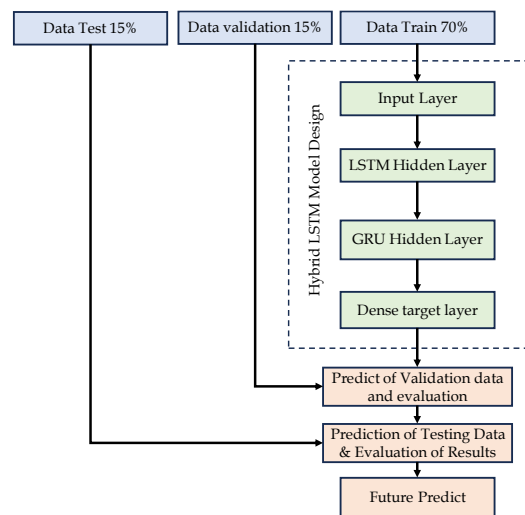 Data Test 15%
Data validation 15%
Data Train 70%
Hybrid LSTM Model Design
Input Layer
LSTM Hidden Layer
GRU Hidden Layer
Dense target layer
Predict of Validation data
and evaluation
Prediction of Testing Data
& Evaluation of Results
Future Predict